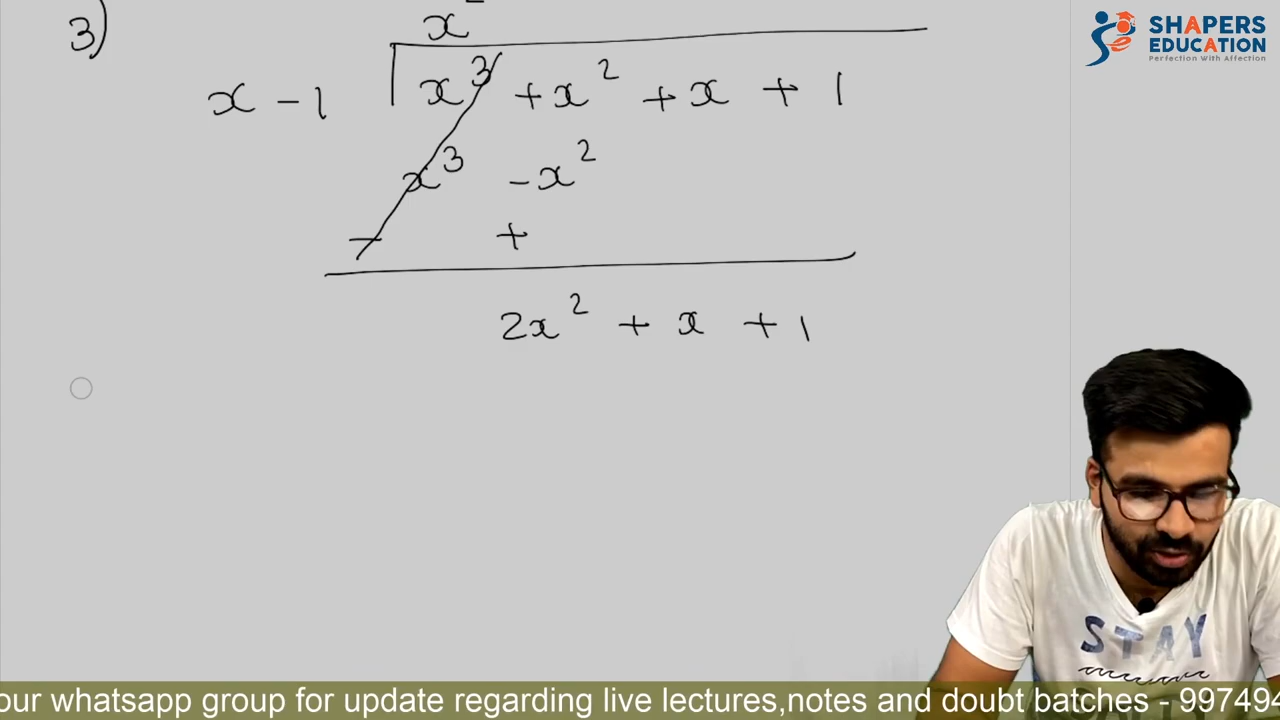 3)
x²
x - 1 x³ + x² + x + 1
x³ - x²
- +
2x² + x + 1
SHAPERS
EDUCATION
Perfection With Affection
STAY
our whatsapp group for update regarding live lectures,notes and doubt batches - 997494